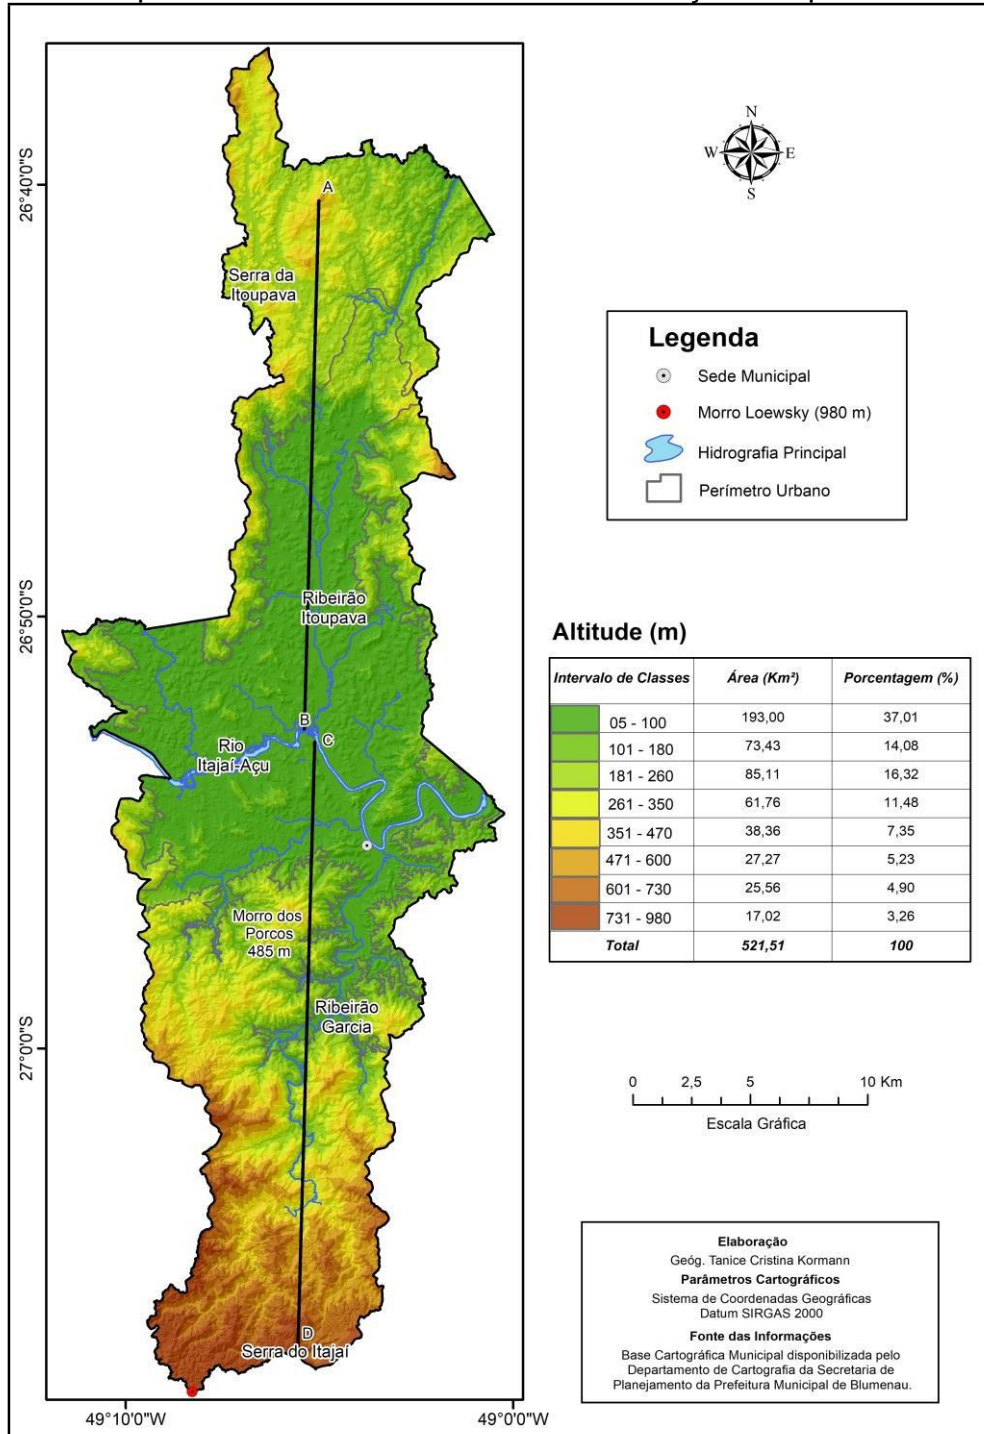 26°40'0"S
26°50'0"S
27°0'0"S
49°10'0"W
49°0'0"W
A
Serra da
Itoupava
Ribeirão
Itoupava
B
C
Rio
Itajaí-Açu
Morro dos
Porcos
485 m
Ribeirão
Garcia
D
Serra do Itajaí
N
W
E
S
Legenda
Sede Municipal
Morro Loewsky (980 m)
Hidrografia Principal
Perímetro Urbano
Altitude (m)
Intervalo de Classes Área (Km²) Porcentagem (%)
05 - 100 193,00 37,01
101 - 180 73,43 14,08
181 - 260 85,11 16,32
261 - 350 61,76 11,48
351 - 470 38,36 7,35
471 - 600 27,27 5,23
601 - 730 25,56 4,90
731 - 980 17,02 3,26
Total 521,51 100
0 2,5 5 10 Km
Escala Gráfica
Elaboração
Geóg. Tanice Cristina Kormann
Parâmetros Cartográficos
Sistema de Coordenadas Geográficas
Datum SIRGAS 2000
Fonte das Informações
Base Cartográfica Municipal disponibilizada pelo
Departamento de Cartografia da Secretaria de
Planejamento da Prefeitura Municipal de Blumenau.